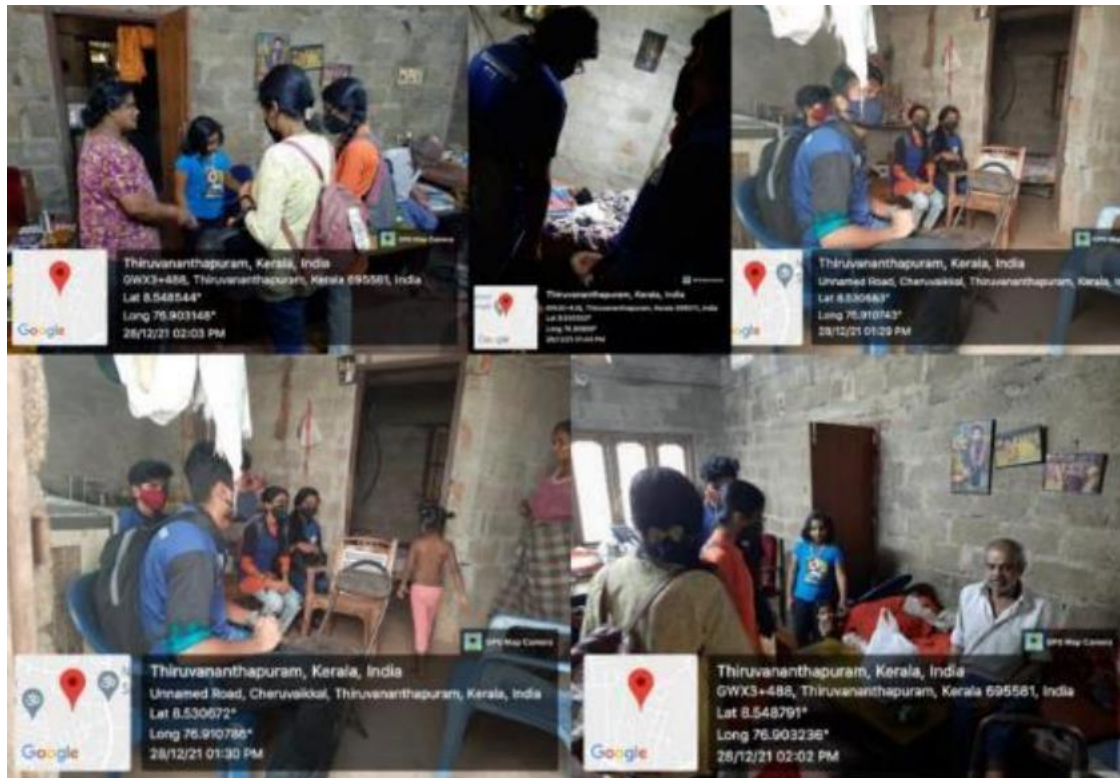 GPS Map Camera
Thiruvananthapuram, Kerala, India
GWX3+488, Thiruvananthapuram, Kerala 695581, India
Lat 8.548544°
Long 76.903148°
28/12/21 02:03 PM
Google
Thiruvananthapuram, Kerala, India
Google
GPS Map Camera
Thiruvananthapuram, Kerala, India
Unnamed Road, Cheruvaikkal, Thiruvananthapuram, Kerala,
Lat 8.530683°
Long 76.910743°
28/12/21 01:29 PM
Google
GPS Map Camera
Thiruvananthapuram, Kerala, India
Unnamed Road, Cheruvaikkal, Thiruvananthapuram, Kerala, India
Lat 8.530672°
Long 76.910786°
28/12/21 01:30 PM
Google
GPS Map Camera
Thiruvananthapuram, Kerala, India
GWX3+488, Thiruvananthapuram, Kerala 695581, India
Lat 8.548791°
Long 76.903236°
28/12/21 02:02 PM
Google